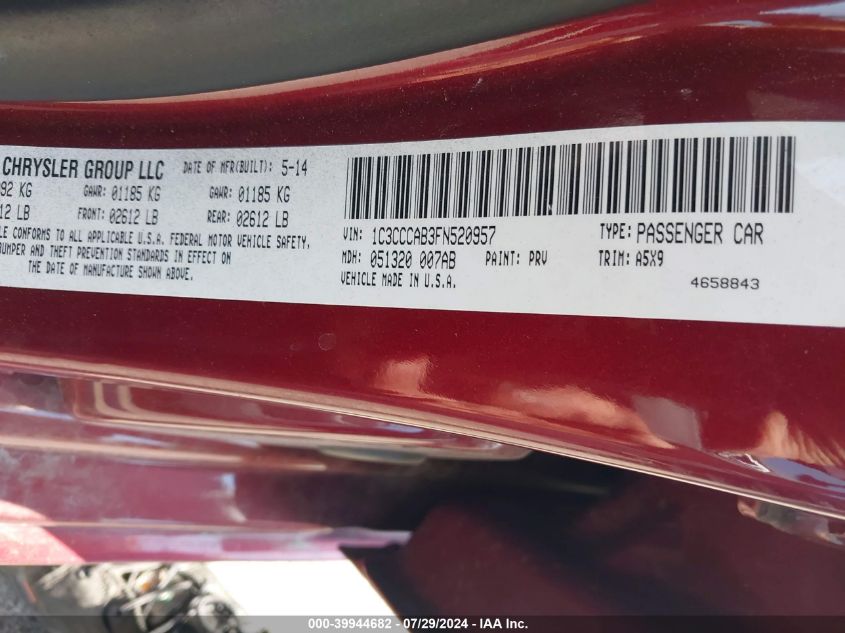 CHRYSLER GROUP LLC DATE OF MFR(BUILT): 5-14
92 KG GAWR: 01185 KG GAWR: 01185 KG
12 LB FRONT: 02612 LB REAR: 02612 LB
LE CONFORMS TO ALL APPLICABLE U.S.A. FEDERAL MOTOR VEHICLE SAFETY,
BUMPER AND THEFT PREVENTION STANDARDS IN EFFECT ON
THE DATE OF MANUFACTURE SHOWN ABOVE.
VIN: 1C3CCCAB3FN520957 TYPE: PASSENGER CAR
MDH: 051320 007AB PAINT: PRV TRIM: A5X9
VEHICLE MADE IN U.S.A. 4658843
000-39944682 - 07/29/2024 - IAA Inc.